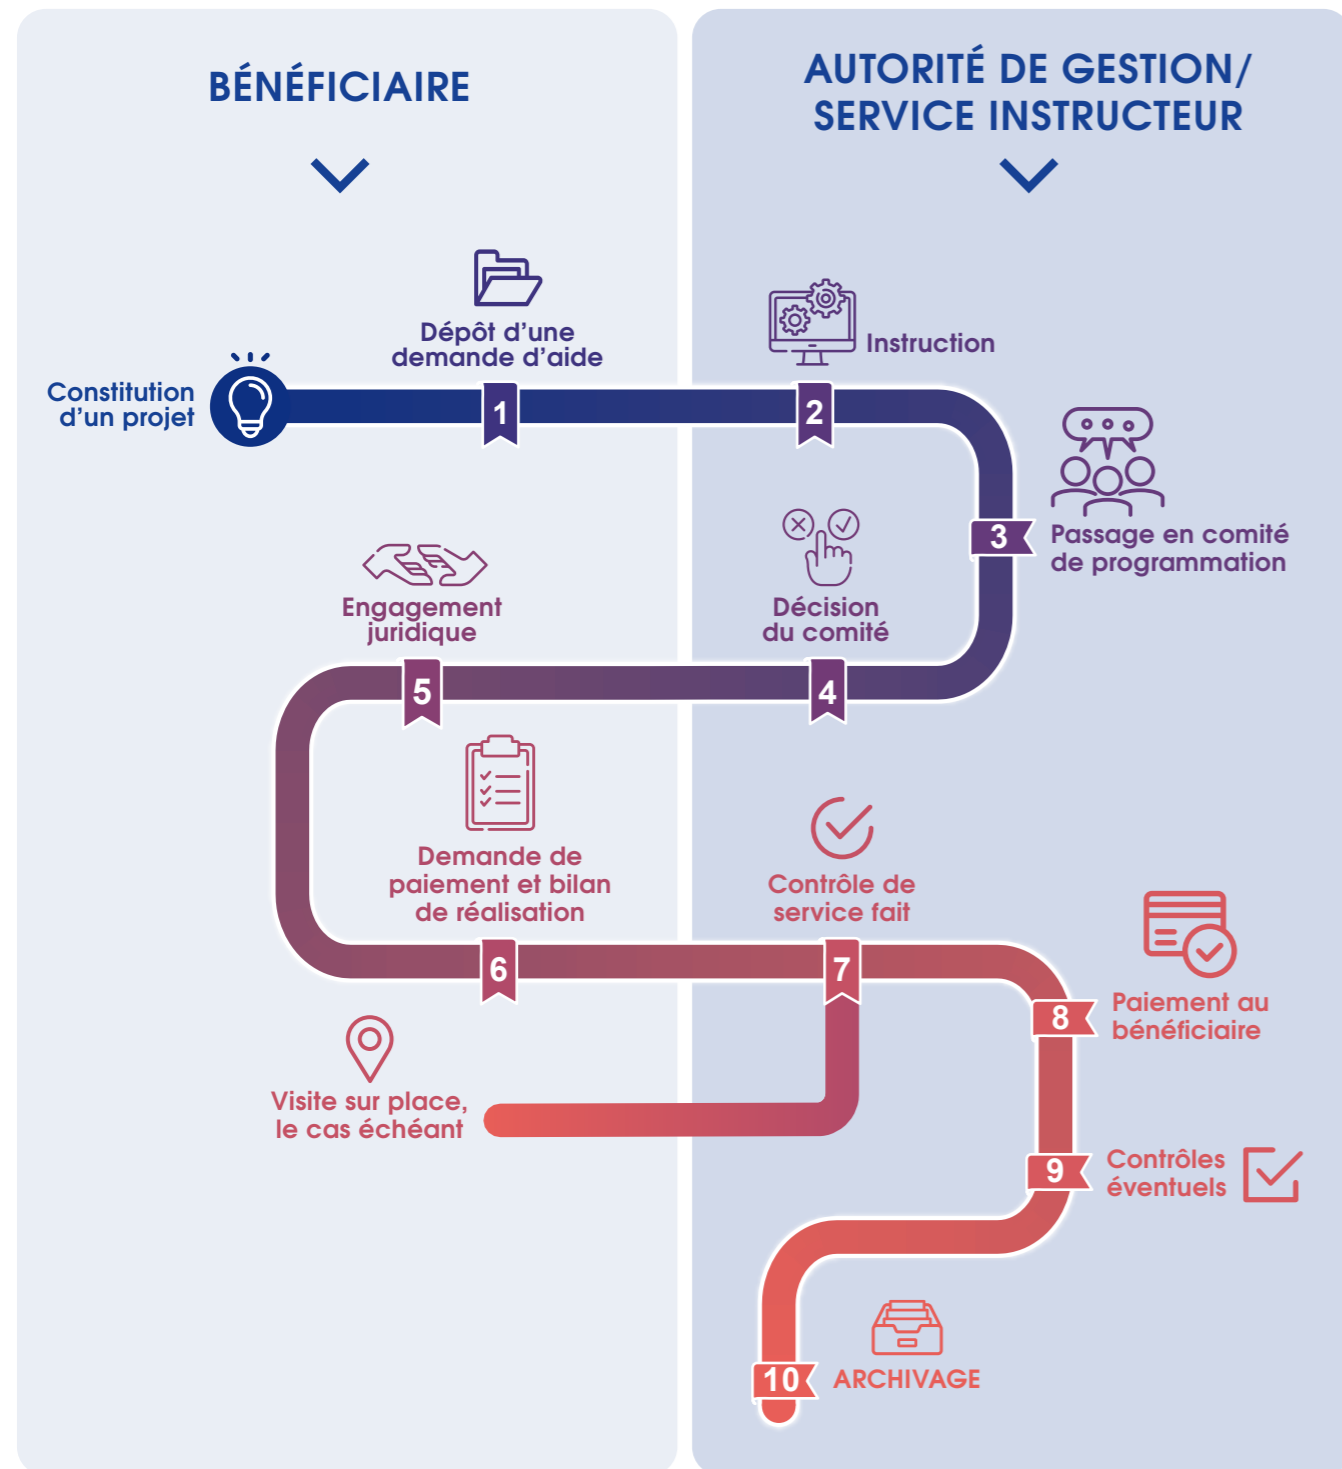 BÉNÉFICIAIRE
AUTORITÉ DE GESTION/
SERVICE INSTRUCTEUR
Constitution
d’un projet
Dépôt d’une
demande d’aide
1
Instruction
2
3
Passage en comité
de programmation
Décision
du comité
4
Engagement
juridique
5
Demande de
paiement et bilan
de réalisation
6
Contrôle de
service fait
7
Visite sur place,
le cas échéant
8
Paiement au
bénéficiaire
9
Contrôles
éventuels
10
ARCHIVAGE